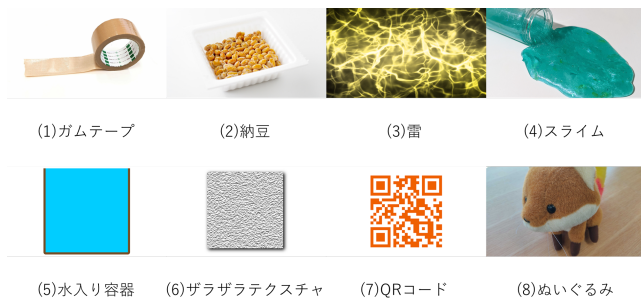 (1)ガムテープ
(2)納豆
(3)雷
(4)スライム
(5)水入り容器
(6)ザラザラテクスチャ
(7)QRコード
(8)ぬいぐるみ